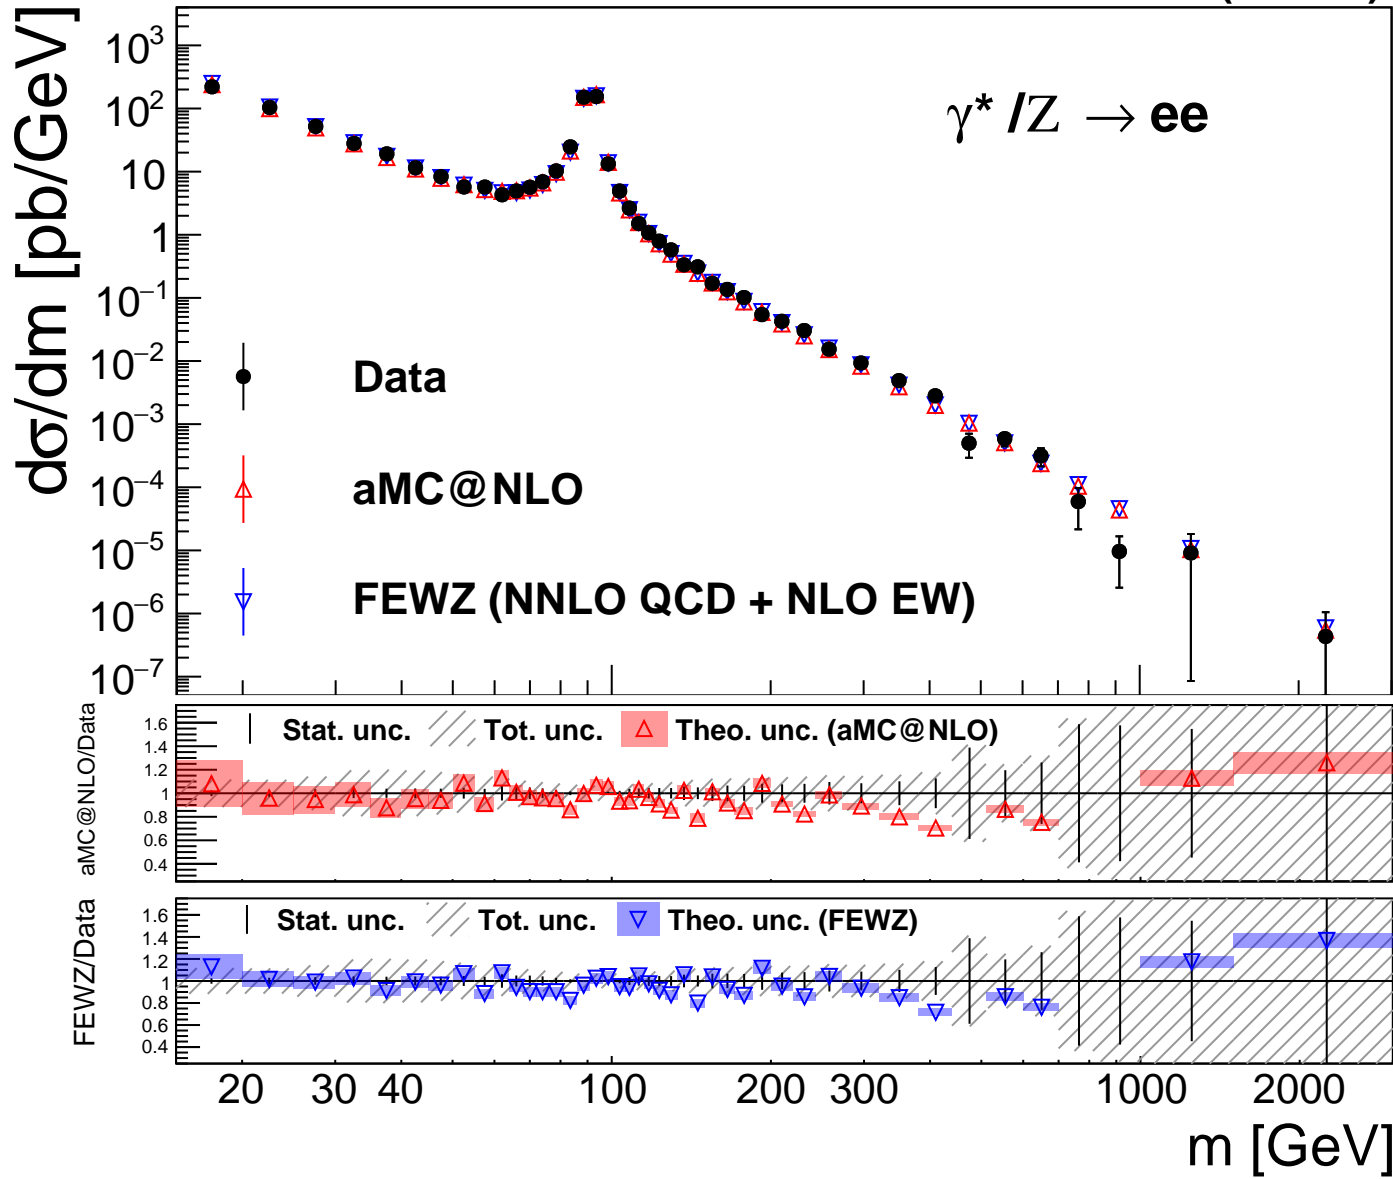 dσ/dm [pb/GeV]
10³
10²
10
1
10⁻¹
10⁻²
10⁻³
10⁻⁴
10⁻⁵
10⁻⁶
10⁻⁷
γ* /Z → ee
Data
aMC@NLO
FEWZ (NNLO QCD + NLO EW)
aMC@NLO/Data
1.6
1.4
1.2
1
0.8
0.6
0.4
Stat. unc. Tot. unc. Theo. unc. (aMC@NLO)
FEWZ/Data
1.6
1.4
1.2
1
0.8
0.6
0.4
Stat. unc. Tot. unc. Theo. unc. (FEWZ)
20 30 40 100 200 300 1000 2000
m [GeV]